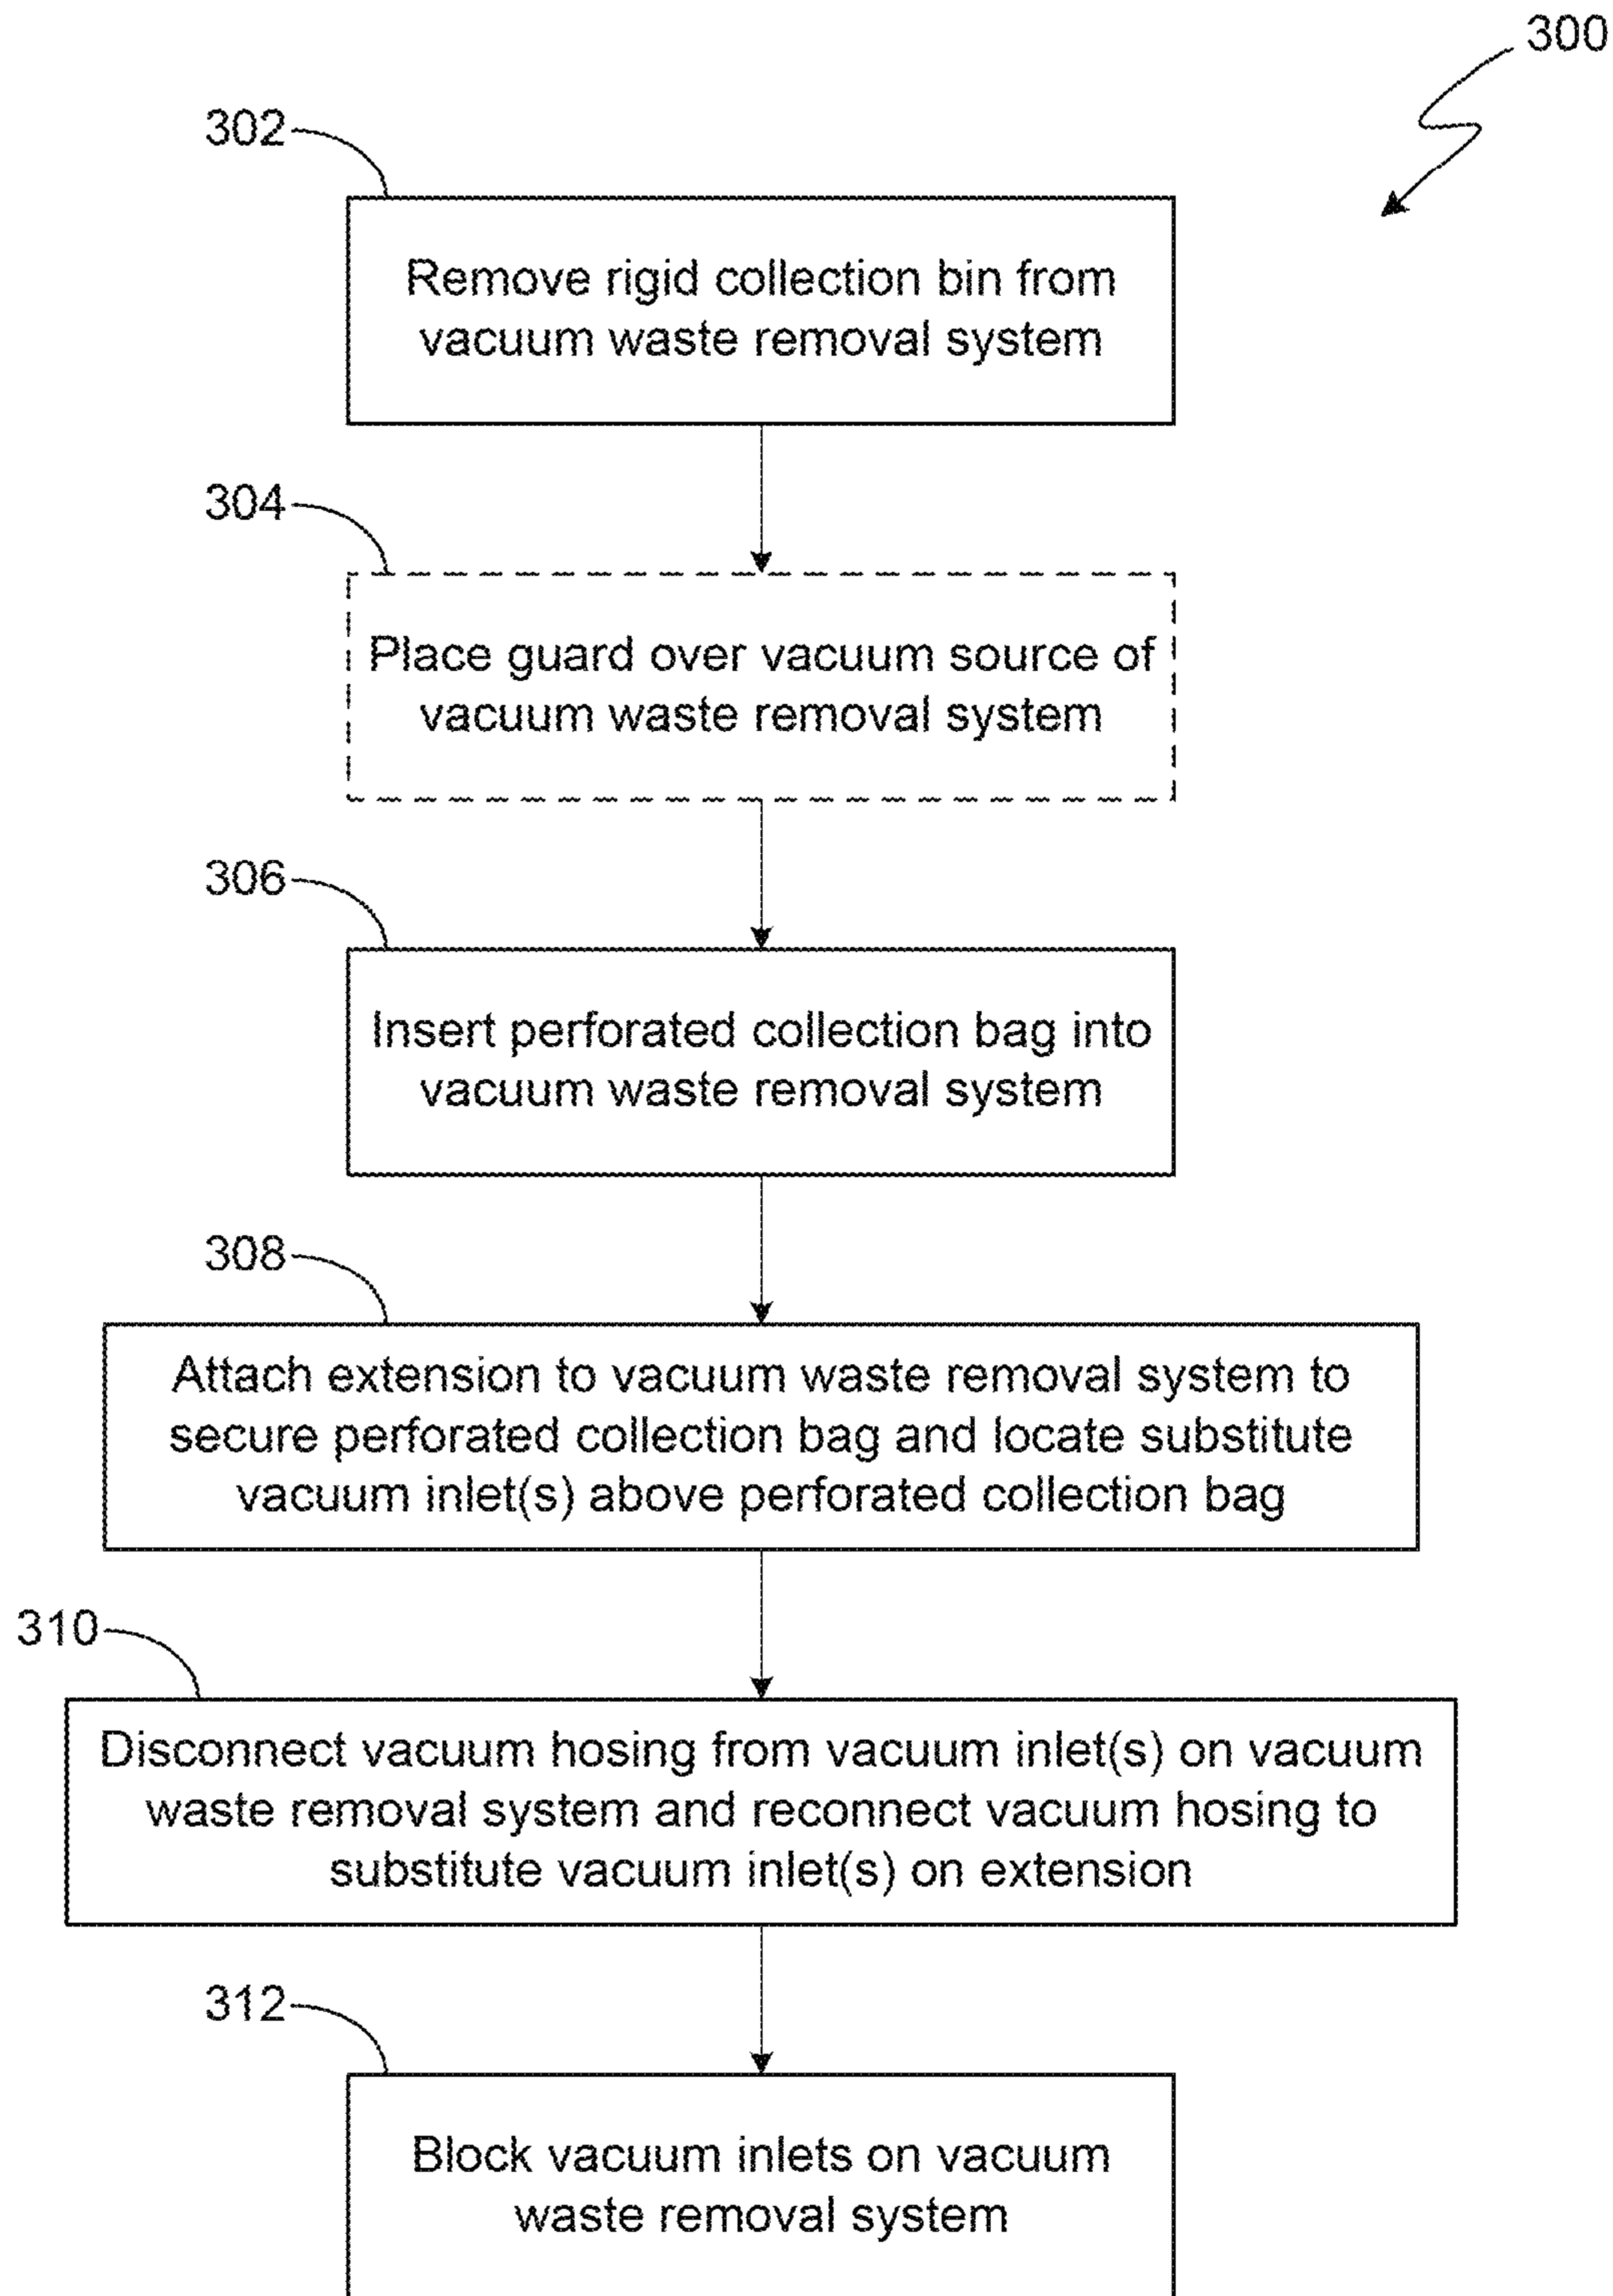 300
302
Remove rigid collection bin from
vacuum waste removal system
304
Place guard over vacuum source of
vacuum waste removal system
306
Insert perforated collection bag into
vacuum waste removal system
308
Attach extension to vacuum waste removal system to
secure perforated collection bag and locate substitute
vacuum inlet(s) above perforated collection bag
310
Disconnect vacuum hosing from vacuum inlet(s) on vacuum
waste removal system and reconnect vacuum hosing to
substitute vacuum inlet(s) on extension
312
Block vacuum inlets on vacuum
waste removal system